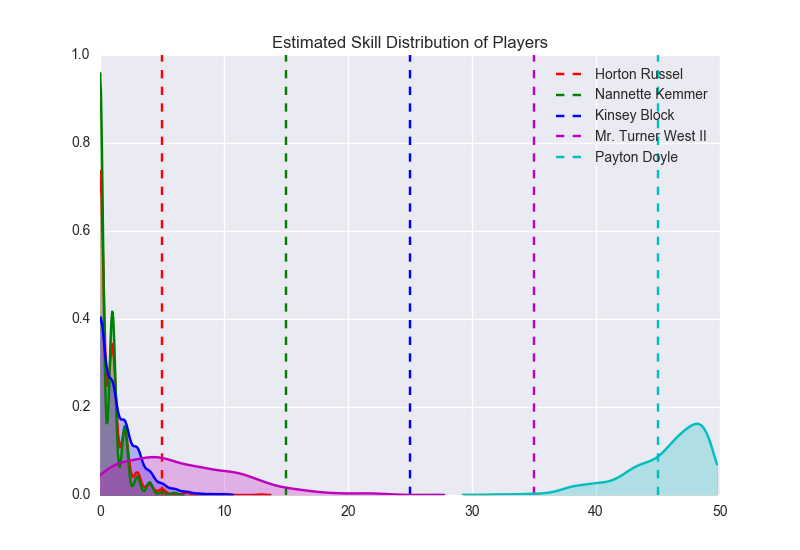 Estimated Skill Distribution of Players
1.0
0.8
0.6
0.4
0.2
0.0
Horton Russel
Nannette Kemmer
Kinsey Block
Mr. Turner West II
Payton Doyle
0 10 20 30 40 50